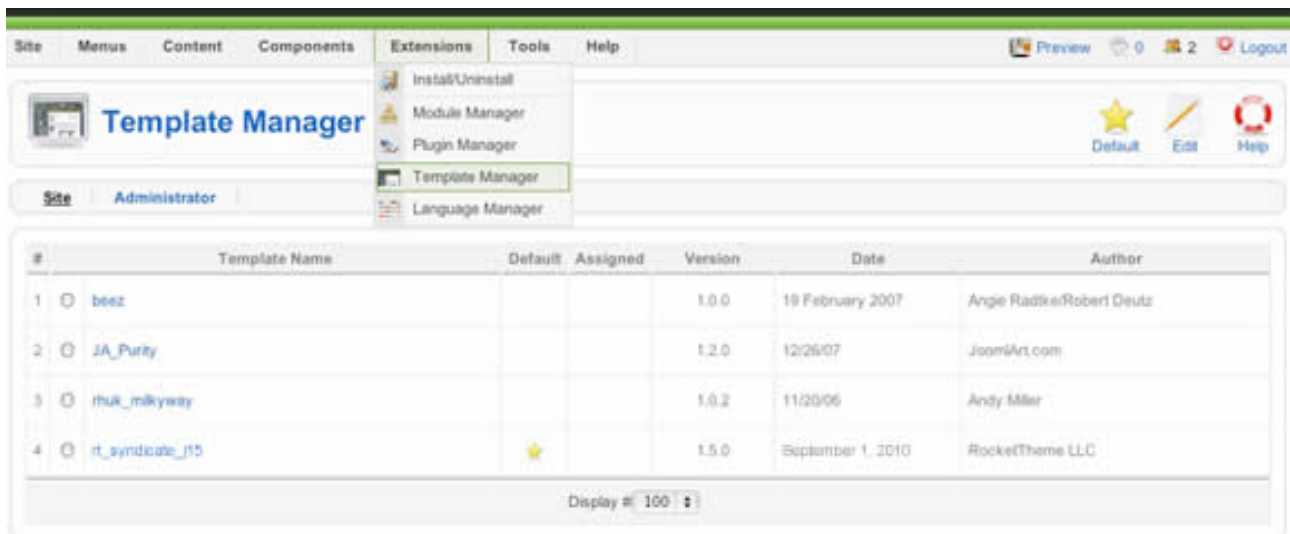 Site Menus Content Components Extensions Tools Help Preview 0 2 Logout
Install/Uninstall
Module Manager
Plugin Manager
Template Manager
Language Manager
Template Manager
Default Edit Help
Site Administrator
# Template Name Default Assigned Version Date Author
1 beez 1.0.0 19 February 2007 Angie Radtke/Robert Deutz
2 JA_Purity 1.2.0 12/26/07 JoomlArt.com
3 rhuk_milkyway 1.0.2 11/20/06 Andy Miller
4 rt_syndicate_j15 1.5.0 September 1, 2010 RocketTheme LLC
Display # 100